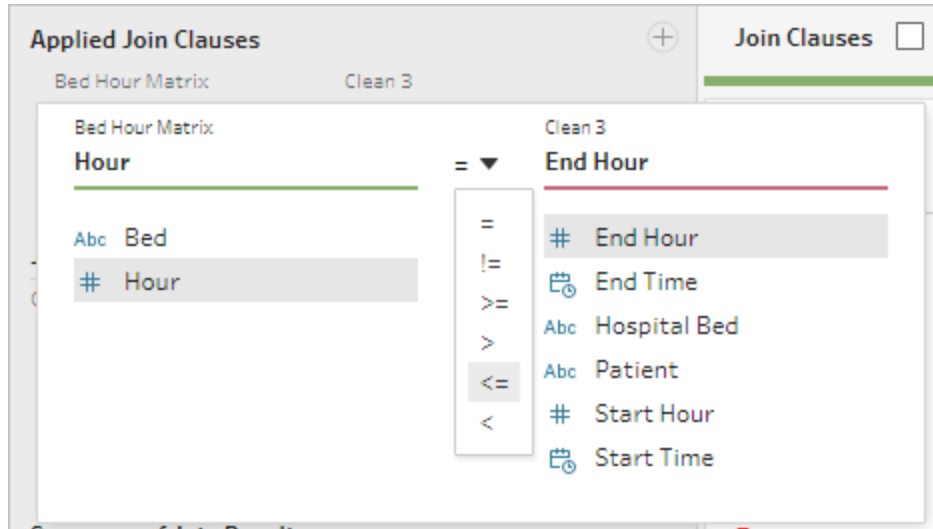 Applied Join Clauses
Join Clauses
Bed Hour Matrix Clean 3
Bed Hour Matrix Clean 3
Hour = End Hour
=
!=
>=
>
<=
<
Abc Bed
# Hour
# End Hour
End Time
Abc Hospital Bed
Abc Patient
# Start Hour
Start Time